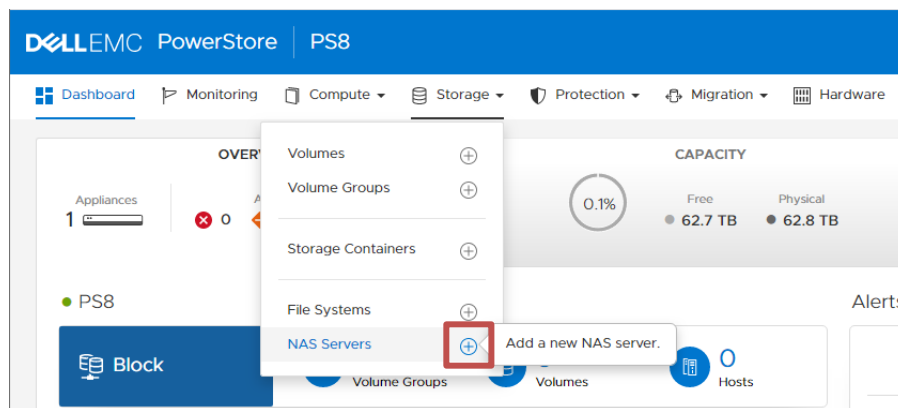 DELLEMC PowerStore PS8
Dashboard Monitoring Compute Storage Protection Migration Hardware
OVER
CAPACITY
Volumes
Volume Groups
Appliances
1
0
0.1%
Free
62.7 TB
Physical
62.8 TB
Storage Containers
PS8
File Systems
Alerts
NAS Servers
Add a new NAS server.
Block
Volume Groups
Volumes
0
Hosts